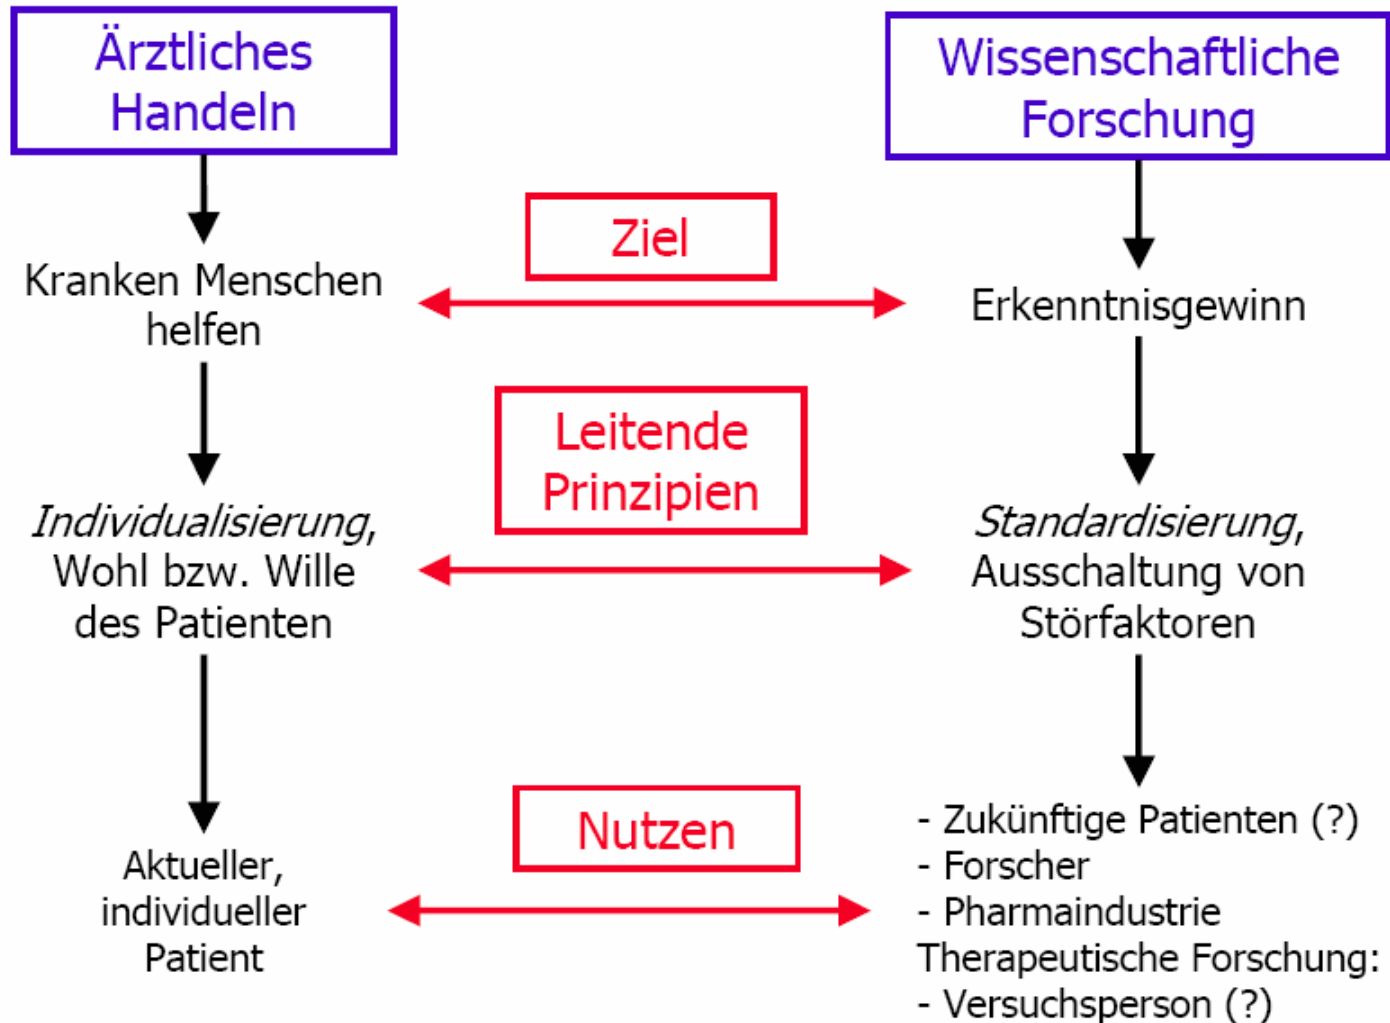 Ärztliches
Handeln
Wissenschaftliche
Forschung
Ziel
Kranken Menschen
helfen
Erkenntnisgewinn
Leitende
Prinzipien
Individualisierung,
Wohl bzw. Wille
des Patienten
Standardisierung,
Ausschaltung von
Störfaktoren
Nutzen
Aktueller,
individueller
Patient
- Zukünftige Patienten (?)
- Forscher
- Pharmaindustrie
Therapeutische Forschung:
- Versuchsperson (?)